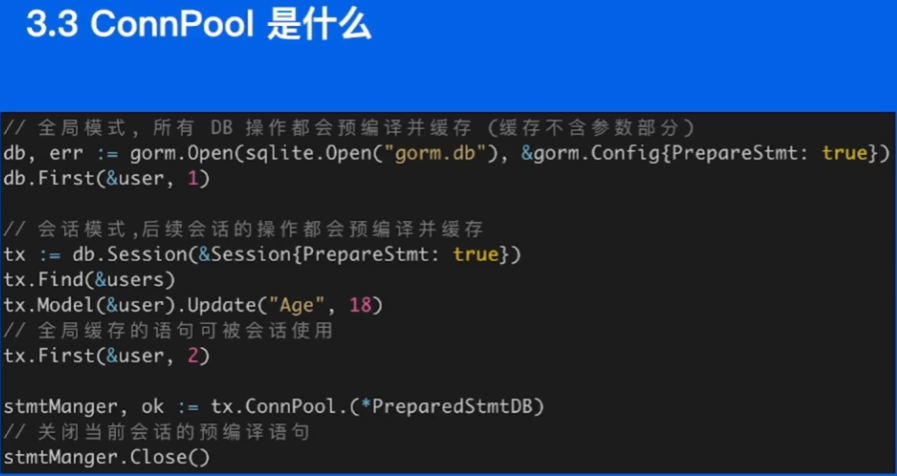 3.3 ConnPool 是什么
// 全局模式, 所有 DB 操作都会预编译并缓存 (缓存不含参数部分)
db, err := gorm.Open(sqlite.Open("gorm.db"), &gorm.Config{PrepareStmt: true})
db.First(&user, 1)
// 会话模式,后续会话的操作都会预编译并缓存
tx := db.Session(&Session{PrepareStmt: true})
tx.Find(&users)
tx.Model(&user).Update("Age", 18)
// 全局缓存的语句可被会话使用
tx.First(&user, 2)
stmtManger, ok := tx.ConnPool.(*PreparedStmtDB)
// 关闭当前会话的预编译语句
stmtManger.Close()